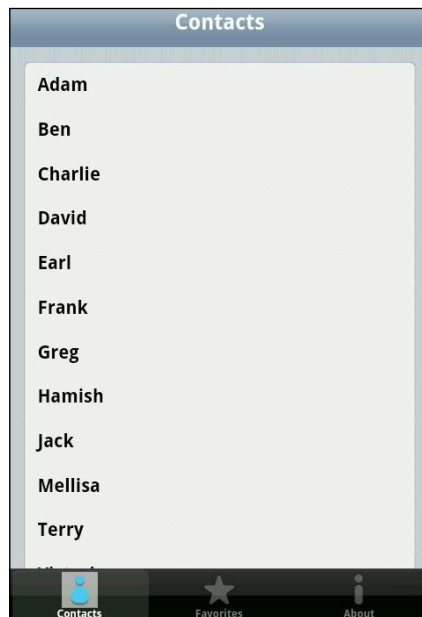 Contacts
Adam
Ben
Charlie
David
Earl
Frank
Greg
Hamish
Jack
Mellisa
Terry
Contacts Favorites About